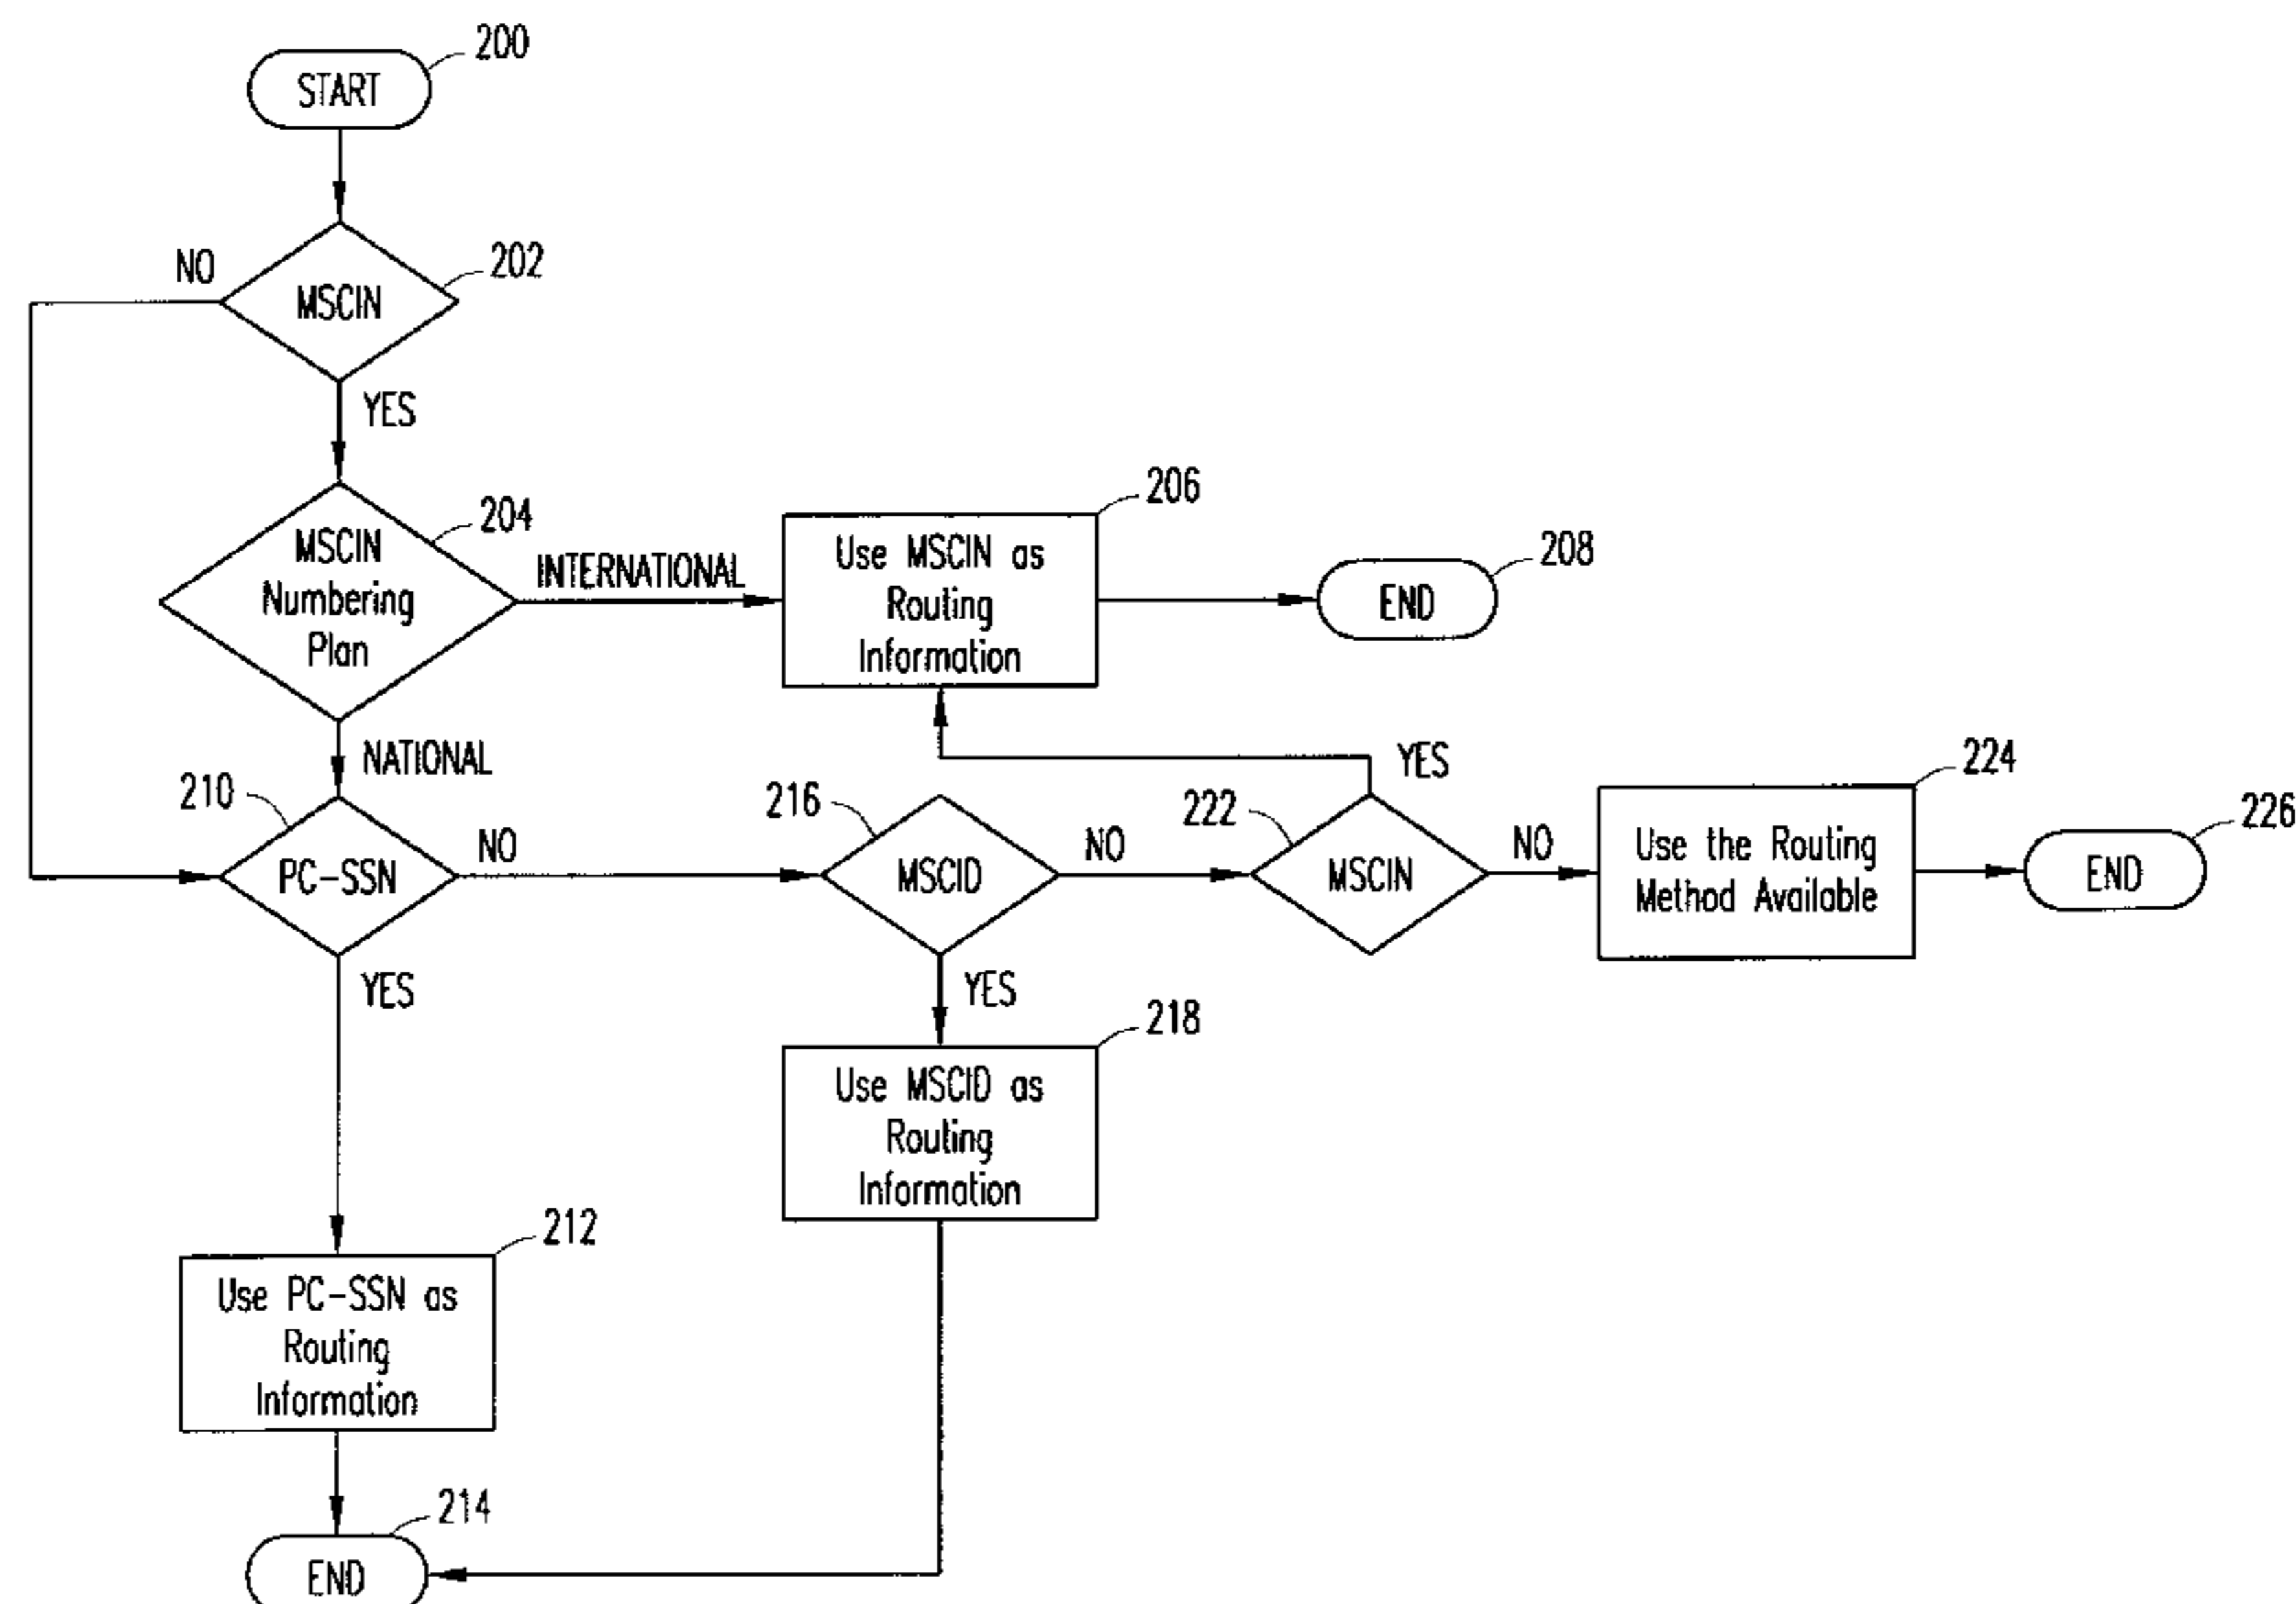 200
START
NO
202
MSCIN
YES
204
MSCIN
Numbering
Plan
INTERNATIONAL
206
Use MSCIN as
Routing
Information
208
END
NATIONAL
210
PC-SSN
NO
216
MSCID
NO
222
MSCIN
YES
NO
224
Use the Routing
Method Available
226
END
YES
YES
218
Use MSCID as
Routing
Information
212
Use PC-SSN as
Routing
Information
214
END